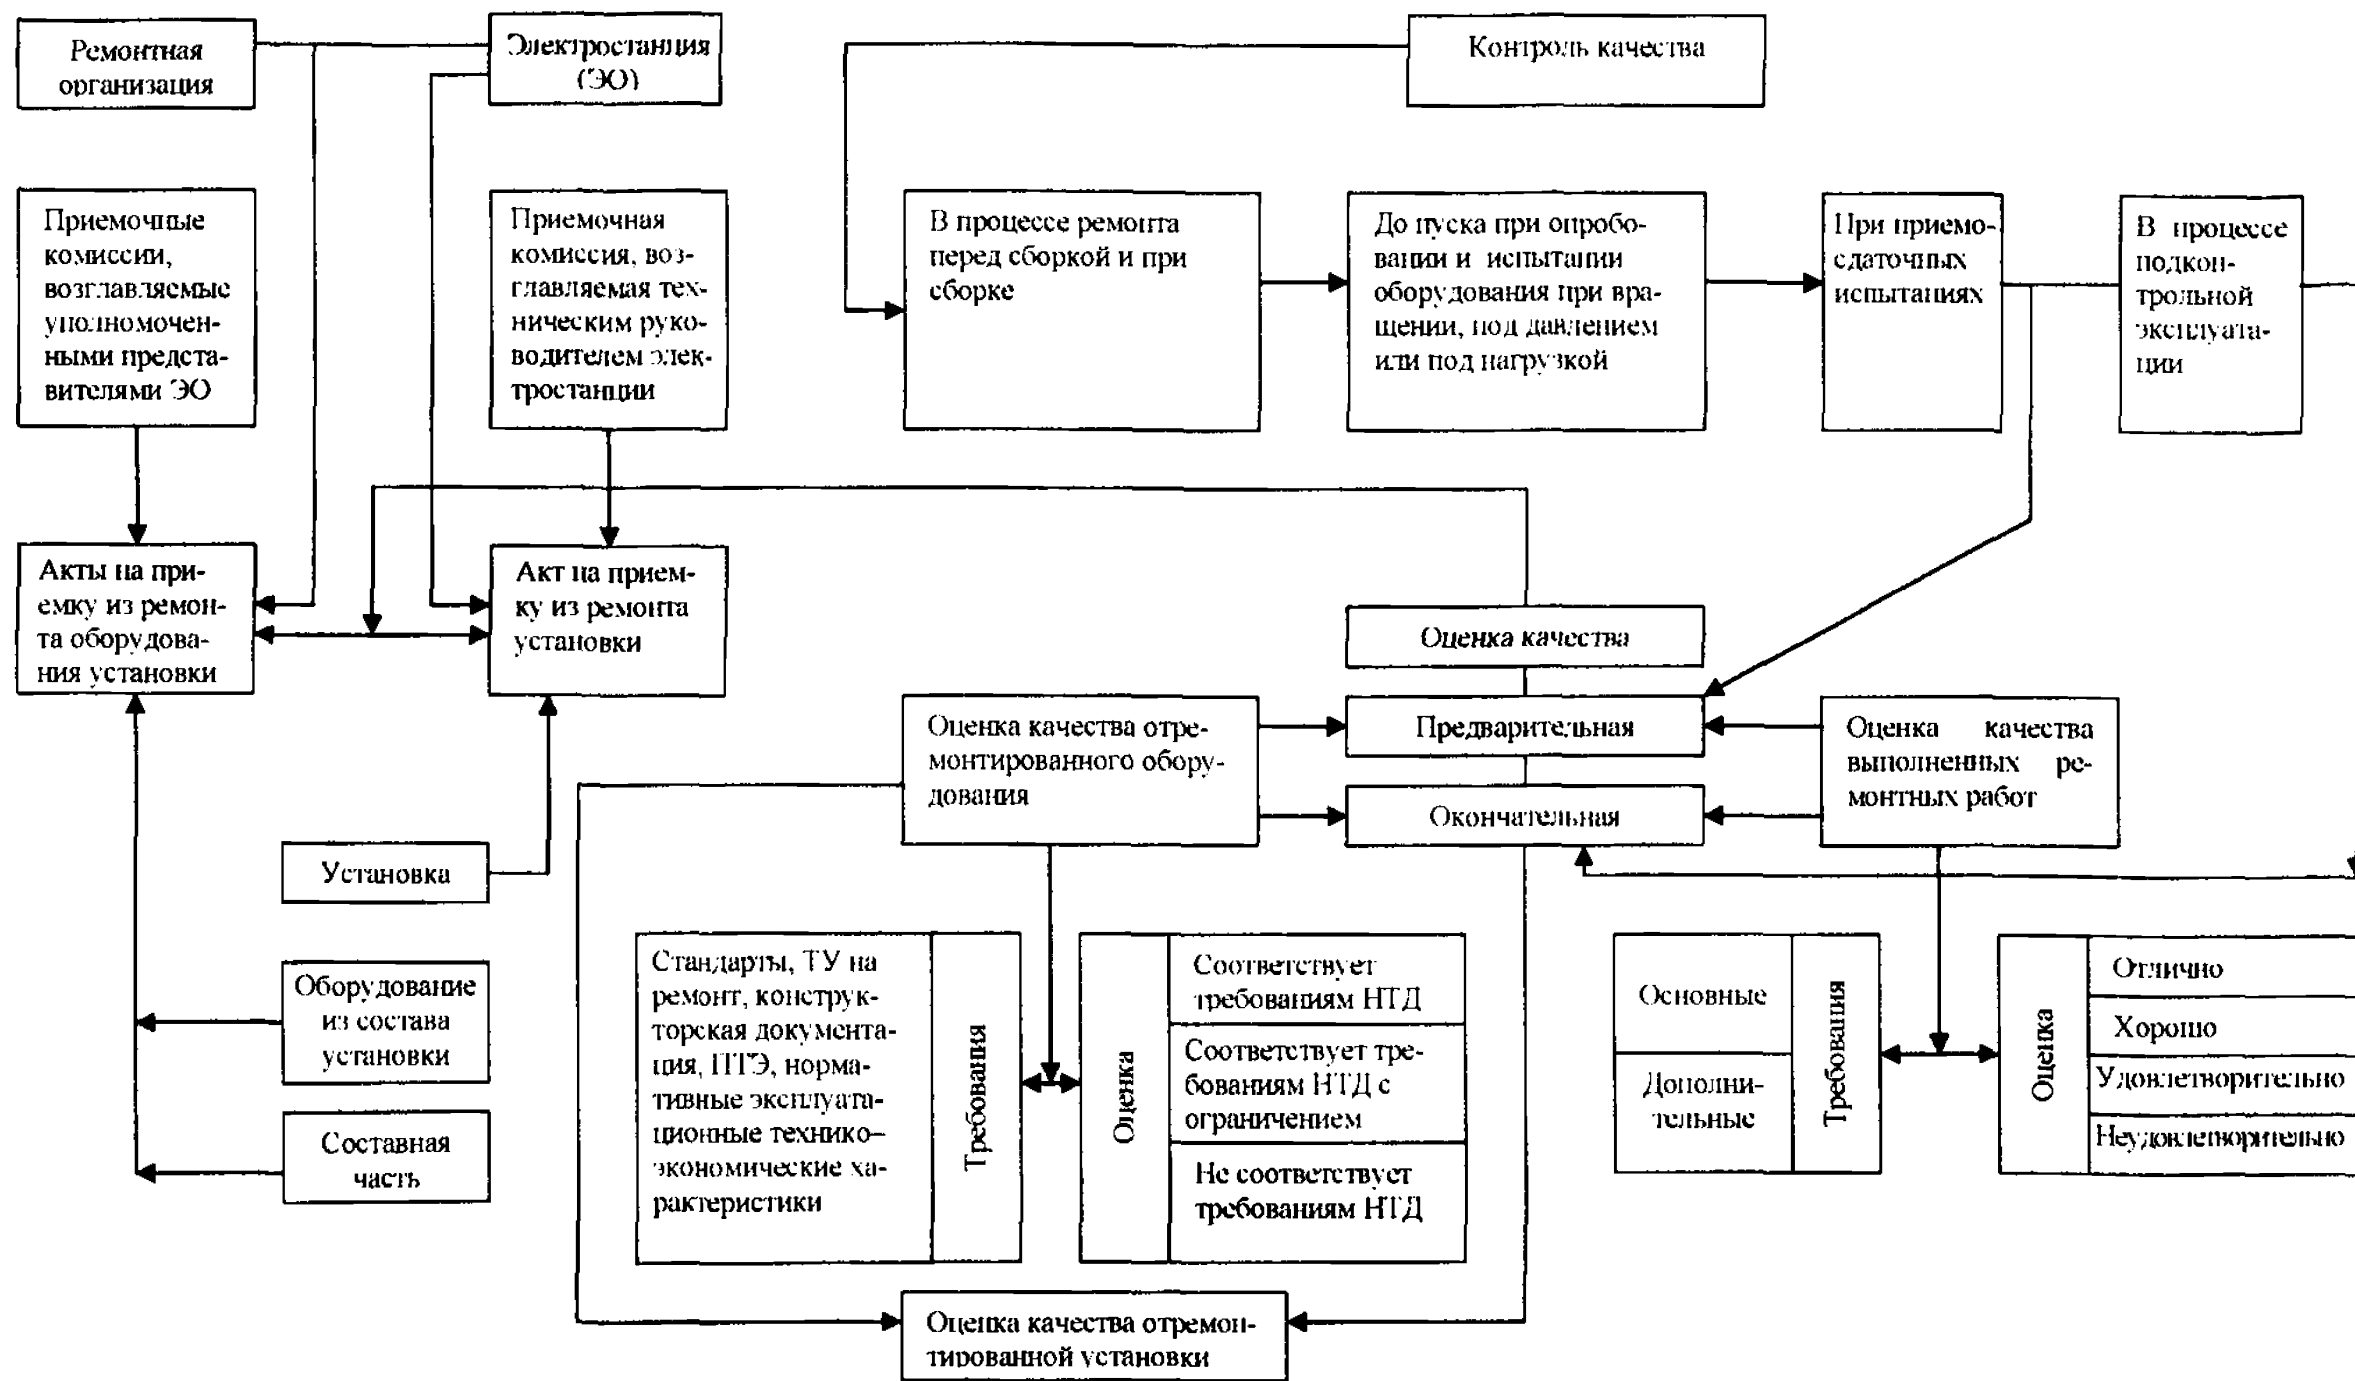 Ремонтная
организация
Электростанция
(ЭО)
Контроль качества
Приемочные
комиссии,
возглавляемые
уполномочен-
ными предста-
вителями ЭО
Приемочная
комиссия, воз-
главляемая тех-
ническим руко-
водителем элек-
тростанции
В процессе ремонта
перед сборкой и при
сборке
До пуска при опробо-
вании и испытании
оборудования при вра-
щении, под давлением
или под нагрузкой
При приемо-
сдаточных
испытаниях
В процессе
подкон-
трольной
эксплуата-
ции
Акты на при-
емку из ремон-
та оборудова-
ния установки
Акт на прием-
ку из ремонта
установки
Оценка качества
Предварительная
Окончательная
Оценка качества отре-
монтированного обору-
дования
Оценка качества
выполненных ре-
монтных работ
Установка
Оборудование
из состава
установки
Составная
часть
Стандарты, ТУ на
ремонт, конструк-
торская документа-
ция, ПТЭ, норма-
тивные эксплуата-
ционные технико–
экономические ха-
рактеристики
Требования
Оценка
Соответствует
требованиям НТД
Соответствует тре-
бованиям НТД с
ограничением
Не соответствует
требованиям НТД
Основные
Дополни-
тельные
Требования
Оценка
Отлично
Хорошо
Удовлетворительно
Неудовлетворительно
Оценка качества отремон-
тированной установки